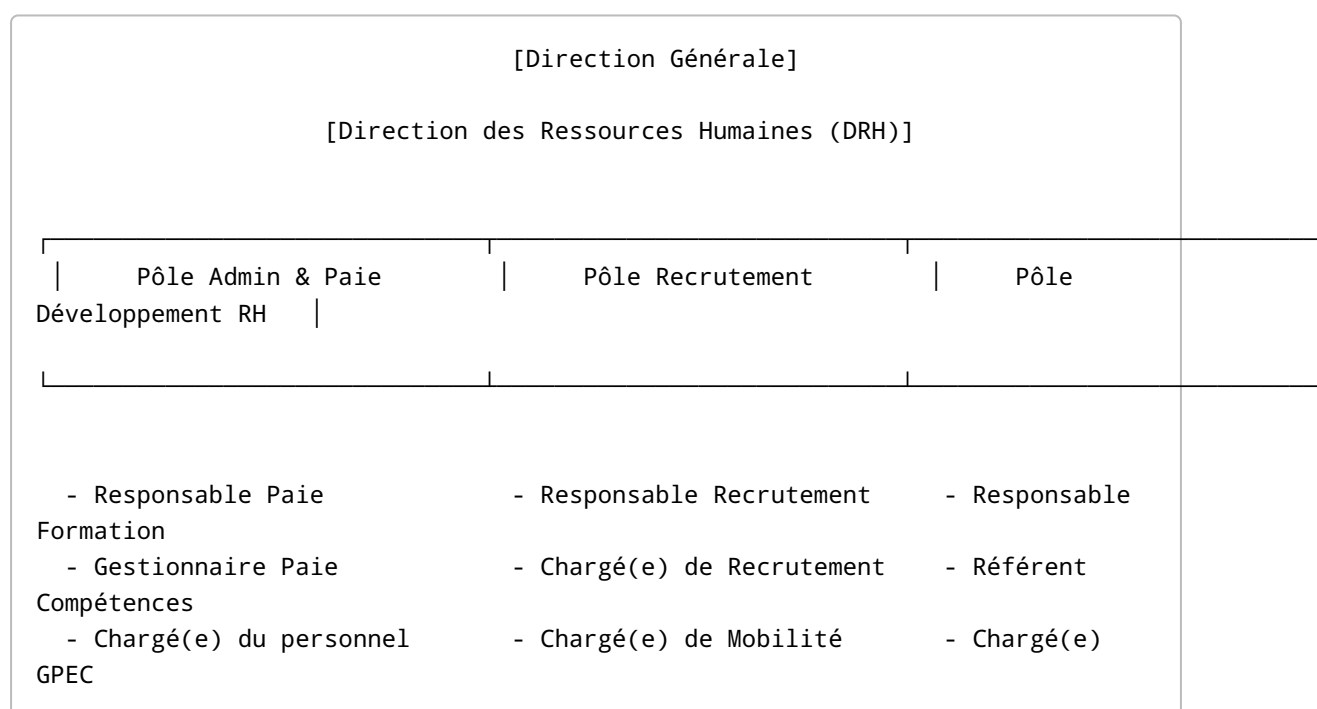 [Direction Générale]
[Direction des Ressources Humaines (DRH)]
│ Pôle Admin & Paie │ Pôle Recrutement │ Pôle
Développement RH │
- Responsable Paie - Responsable Recrutement - Responsable
Formation
- Gestionnaire Paie - Chargé(e) de Recrutement - Référent
Compétences
- Chargé(e) du personnel - Chargé(e) de Mobilité - Chargé(e)
GPEC